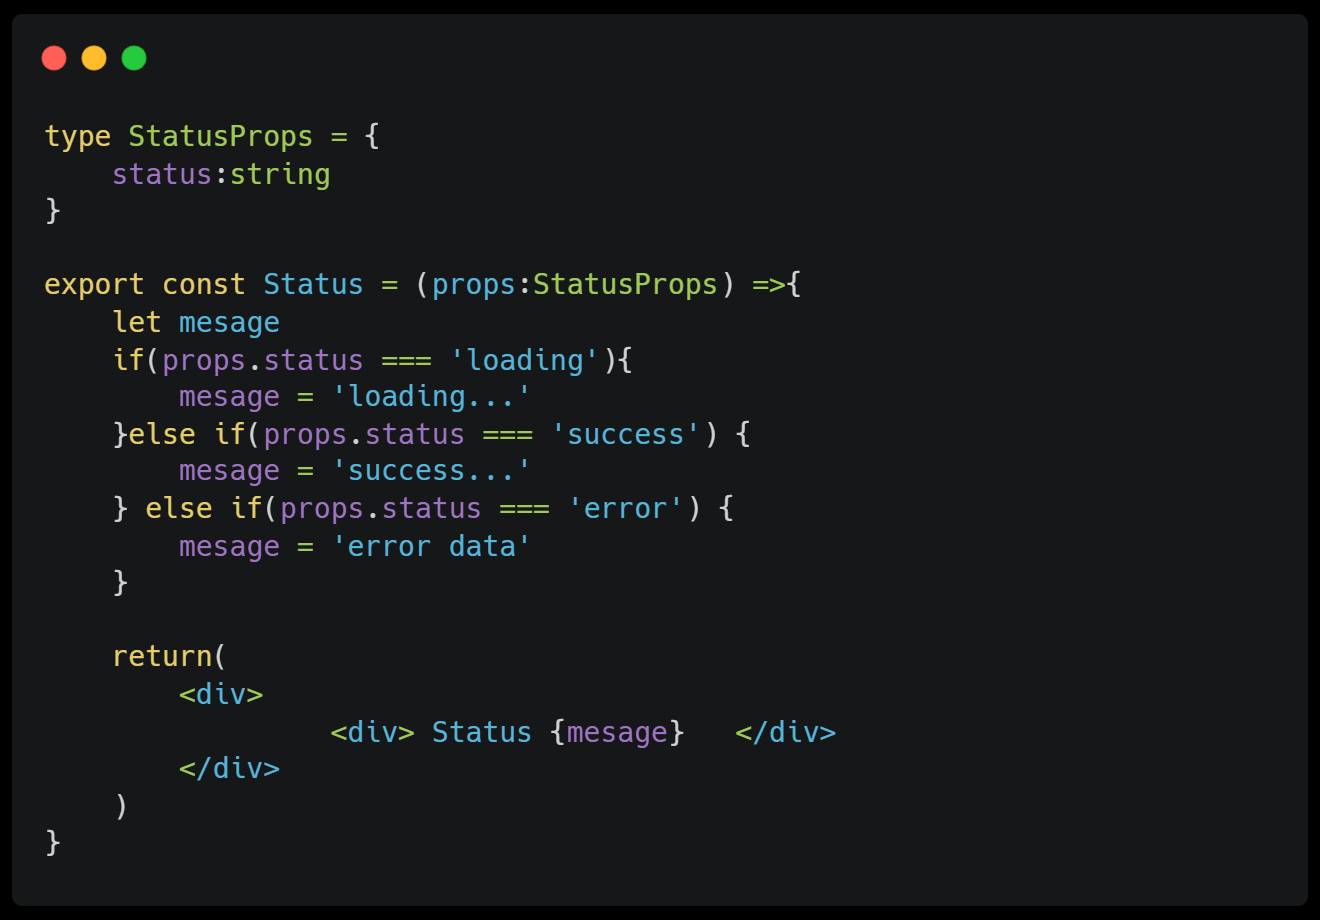 type StatusProps = {
    status:string
}

export const Status = (props:StatusProps) =>{
    let mesage
    if(props.status === 'loading'){
        mesage = 'loading...'
    }else if(props.status === 'success') {
        mesage = 'success...'
    } else if(props.status === 'error') {
        mesage = 'error data'
    }

    return(
        <div>
                 <div> Status {mesage}   </div>
        </div>
    )
}